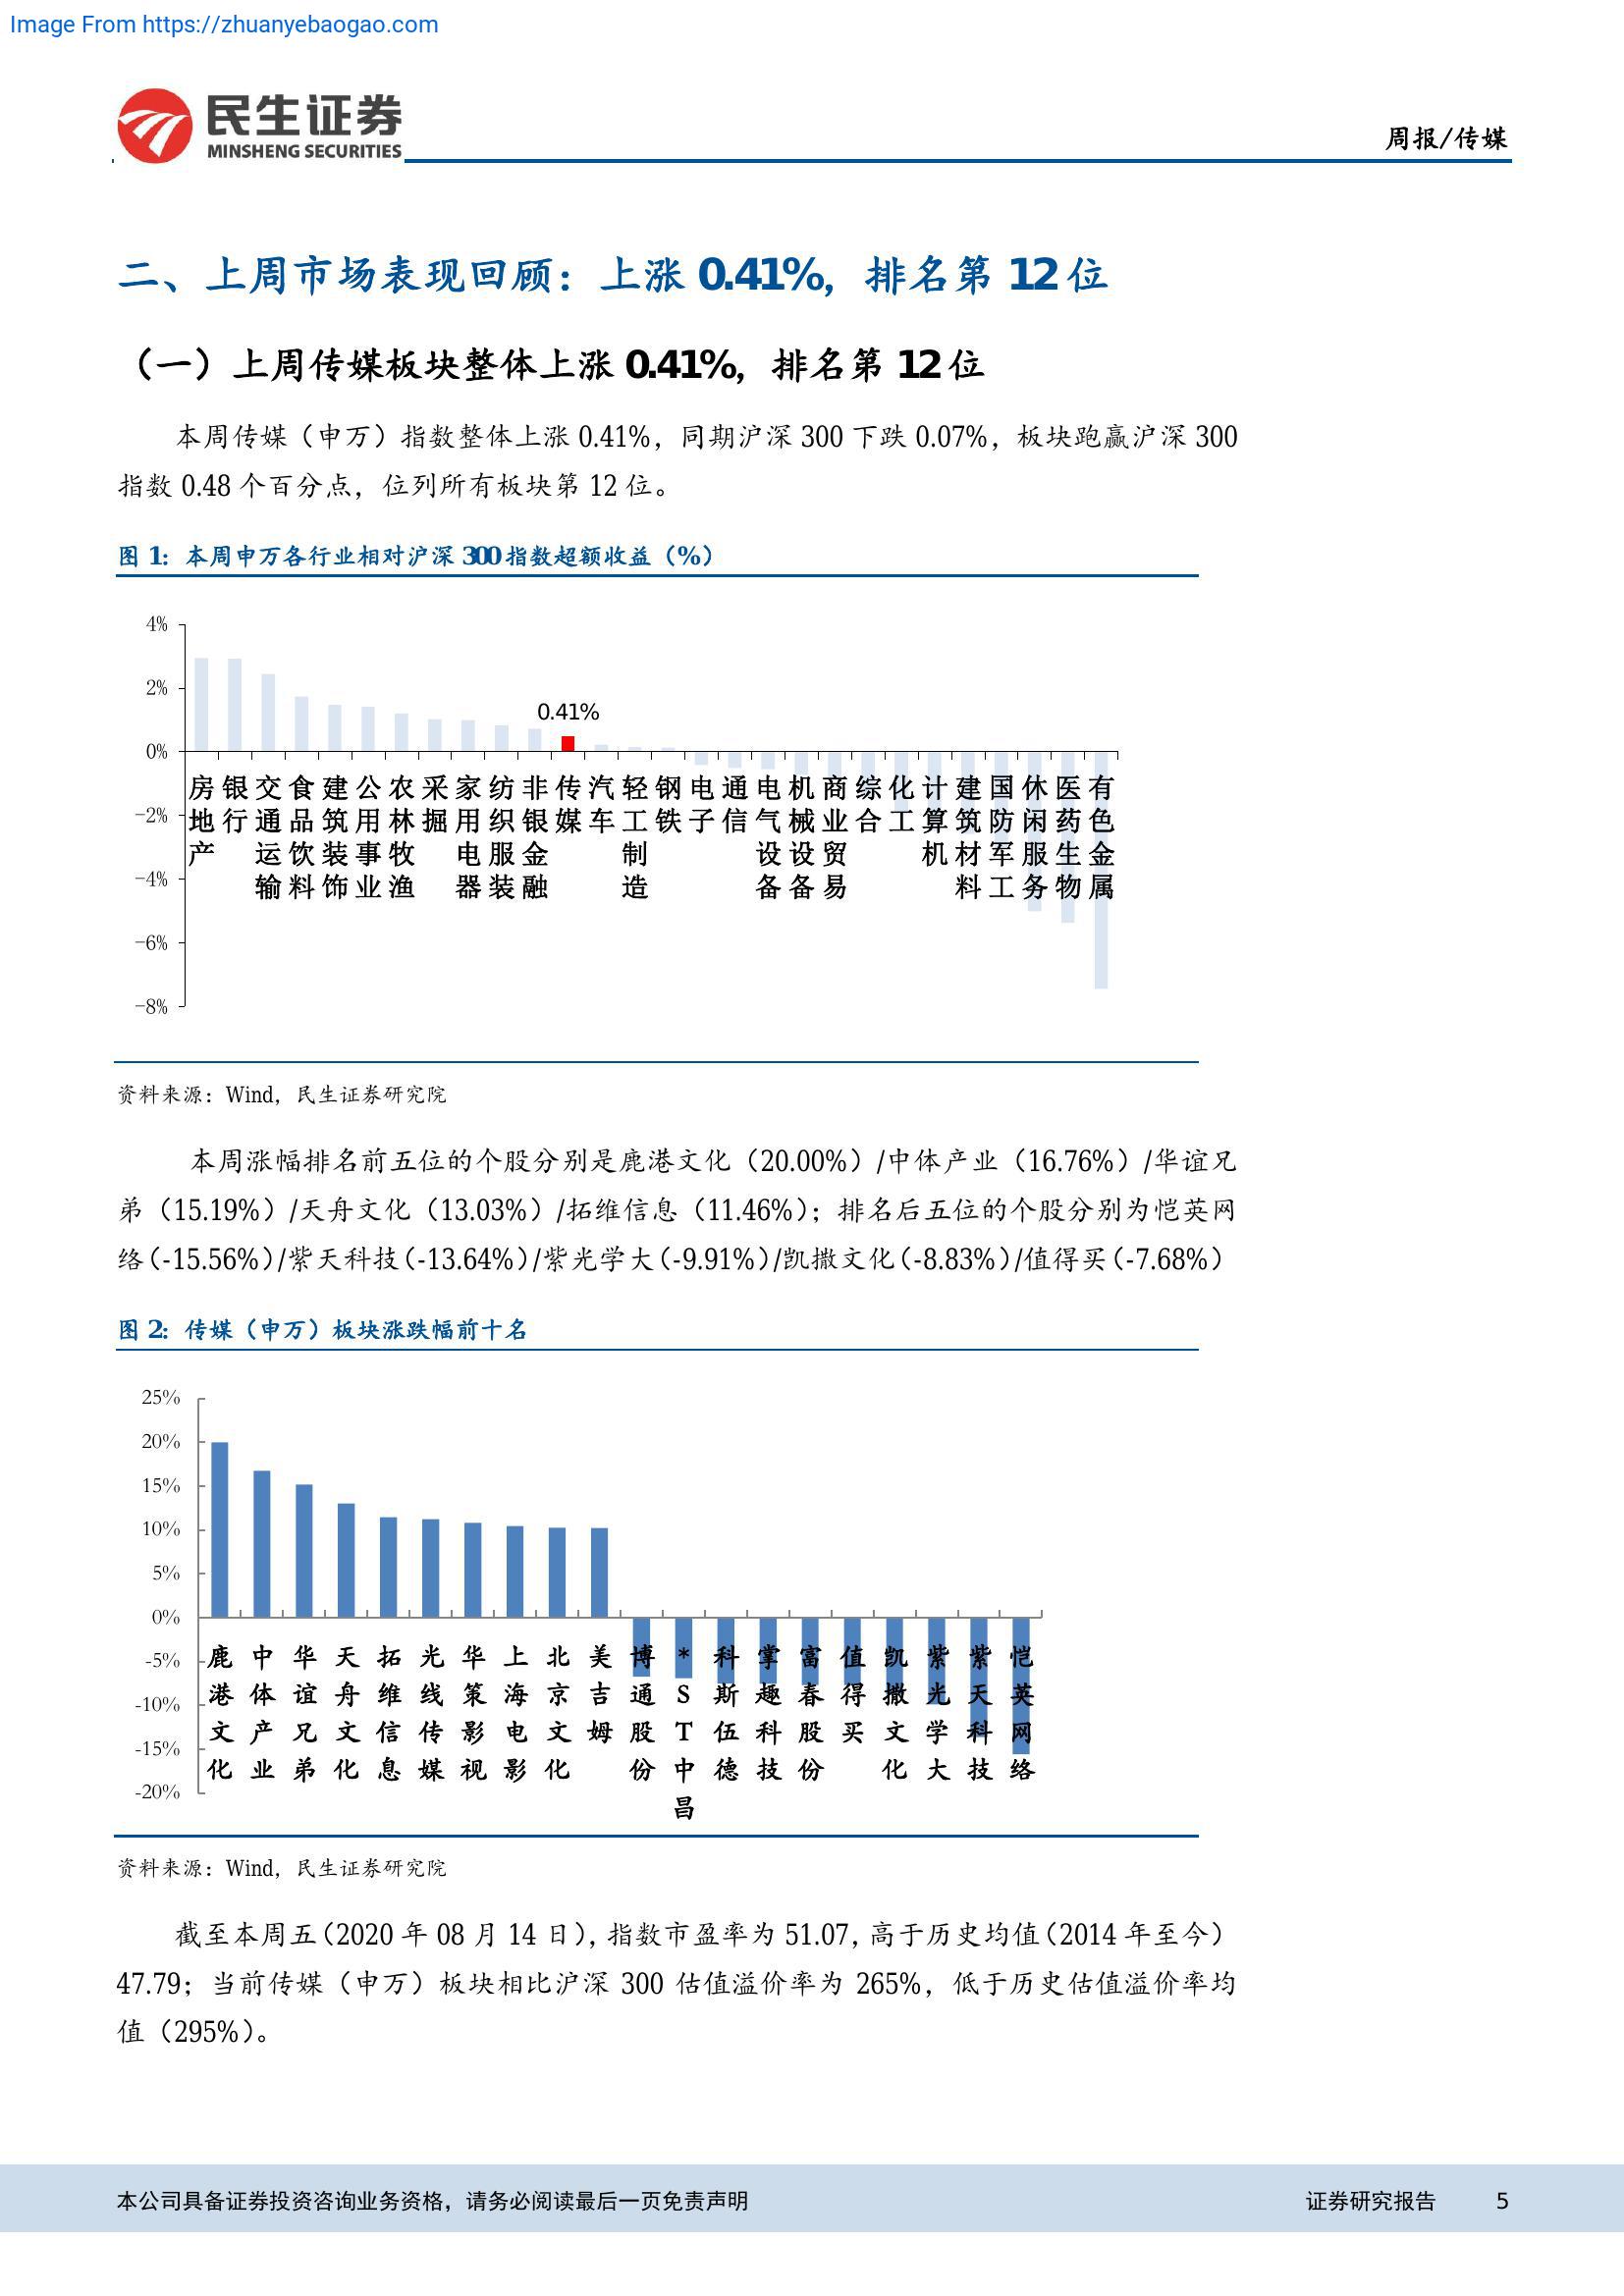 Image From https://zhuanyebaogao.com
民生证券
MINSHENG SECURITIES
周报/传媒
二、上周市场表现回顾：上涨 0.41%，排名第 12 位
（一）上周传媒板块整体上涨 0.41%，排名第 12 位
本周传媒（申万）指数整体上涨 0.41%，同期沪深 300 下跌 0.07%，板块跑赢沪深 300
指数 0.48 个百分点，位列所有板块第 12 位。
图 1：本周申万各行业相对沪深 300 指数超额收益（%）
4%
2%
0%
-2%
-4%
-6%
-8%
0.41%
房地产
银行
交通运输
食品饮料
建筑装饰
公用事业
农林牧渔
采掘
家用电器
纺织服装
非银金融
传媒
汽车
轻工制造
钢铁
电子
通信
电气设备
机械设备
商业贸易
综合
化工
计算机
建筑材料
国防军工
休闲服务
医药生物
有色金属
资料来源：Wind，民生证券研究院
本周涨幅排名前五位的个股分别是鹿港文化（20.00%）/中体产业（16.76%）/华谊兄
弟（15.19%）/天舟文化（13.03%）/拓维信息（11.46%）；排名后五位的个股分别为恺英网
络（-15.56%）/紫天科技（-13.64%）/紫光学大（-9.91%）/凯撒文化（-8.83%）/值得买（-7.68%）
图 2：传媒（申万）板块涨跌幅前十名
25%
20%
15%
10%
5%
0%
-5%
-10%
-15%
-20%
鹿港文化
中体产业
华谊兄弟
天舟文化
拓维信息
光线传媒
华策影视
上海电影
北京文化
美吉姆
博通股份
*ST中昌
科斯伍德
掌趣科技
富春股份
值得买
凯撒文化
紫光学大
紫天科技
恺英网络
资料来源：Wind，民生证券研究院
截至本周五（2020 年 08 月 14 日），指数市盈率为 51.07，高于历史均值（2014 年至今）
47.79；当前传媒（申万）板块相比沪深 300 估值溢价率为 265%，低于历史估值溢价率均
值（295%）。
本公司具备证券投资咨询业务资格，请务必阅读最后一页免责声明
证券研究报告 5